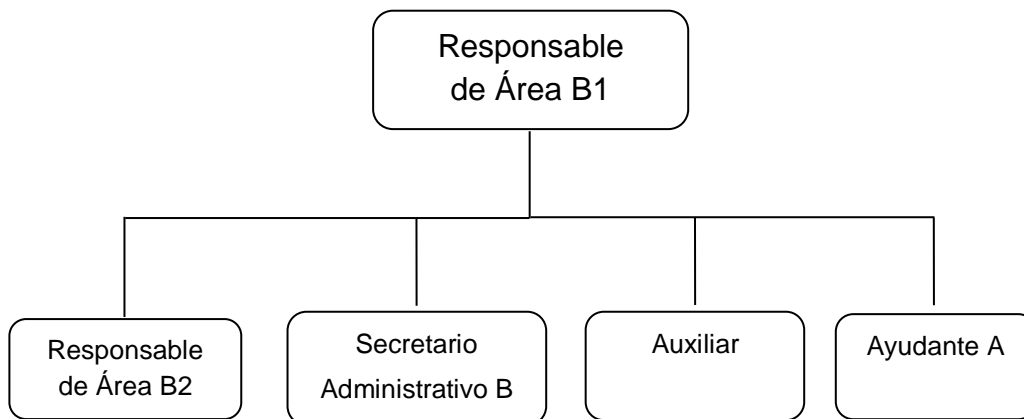 Responsable
de Área B1
Responsable
de Área B2
Secretario
Administrativo B
Auxiliar
Ayudante A